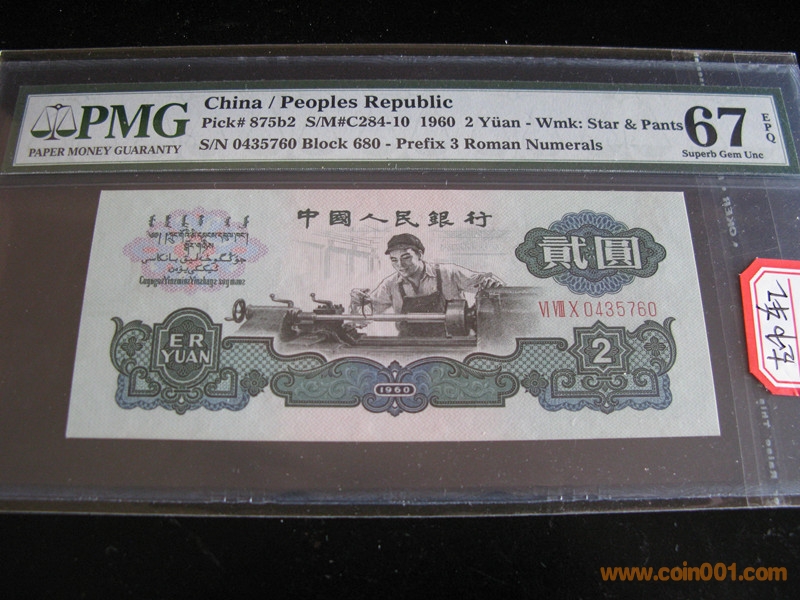 PMG
PAPER MONEY GUARANTY
China / Peoples Republic
Pick# 875b2 S/M#C284-10 1960 2 Yüan - Wmk: Star & Pants
S/N 0435760 Block 680 - Prefix 3 Roman Numerals
67
EPQ
Superb Gem Unc
中國人民銀行
貳圓
VI VIII X 0435760
ER
YUAN
2
1960
www.coin001.com